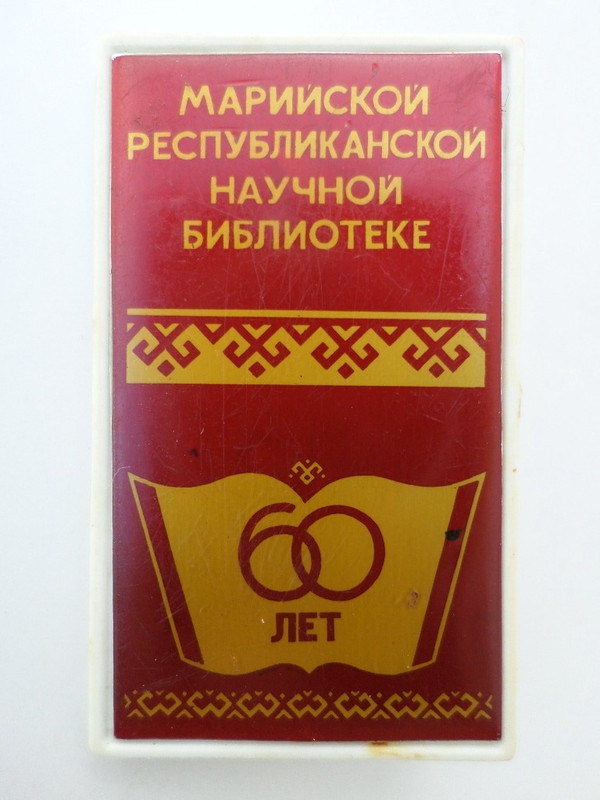 МАРИЙСКОЙ
РЕСПУБЛИКАНСКОЙ
НАУЧНОЙ
БИБЛИОТЕКЕ
60
ЛЕТ